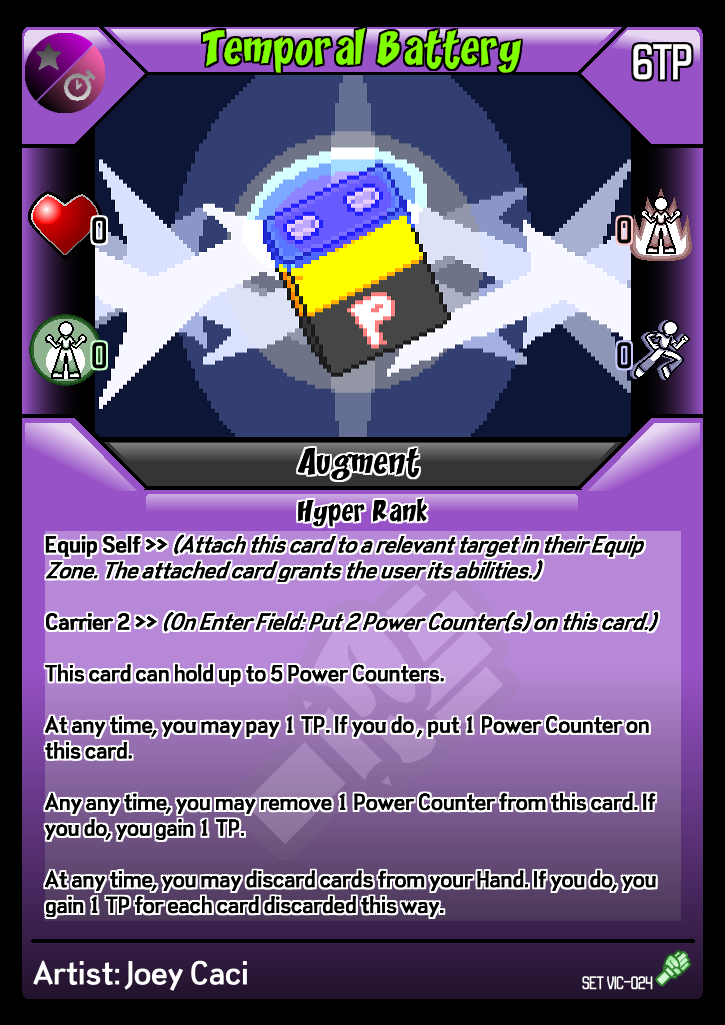 Temporal Battery
6TP
0
0
0
0
P
Augment
Hyper Rank
Equip Self >> (Attach this card to a relevant target in their Equip
Zone. The attached card grants the user its abilities.)
Carrier 2 >> (On Enter Field: Put 2 Power Counter(s) on this card.)
This card can hold up to 5 Power Counters.
At any time, you may pay 1 TP. If you do, put 1 Power Counter on
this card.
Any any time, you may remove 1 Power Counter from this card. If
you do, you gain 1 TP.
At any time, you may discard cards from your Hand. If you do, you
gain 1 TP for each card discarded this way.
Artist: Joey Caci
SET VIC-024